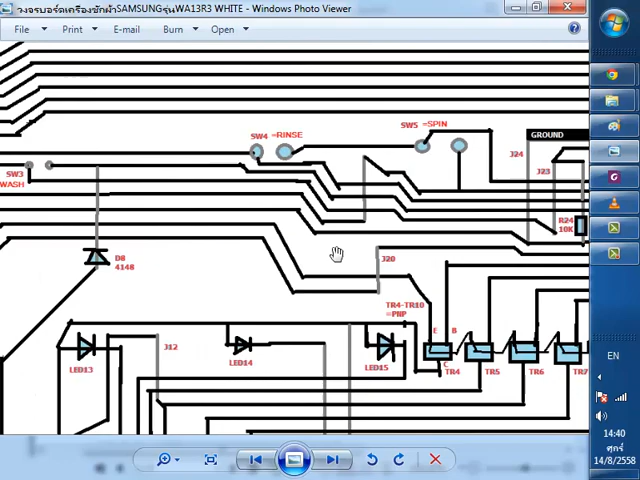 วงจรบอร์ดเครื่องซักผ้าSAMSUNGรุ่นWA13R3 WHITE - Windows Photo Viewer
File Print E-mail Burn Open
SW4 =RINSE
SW5 =SPIN
GROUND
J24
J23
SW3
WASH
R24
10K
D8
4148
J20
TR4-TR10
=PNP
E B
C
J12
LED13
LED14
LED15
TR4
TR5
TR6
TR7
EN
14:40
ศุกร์
14/8/2558